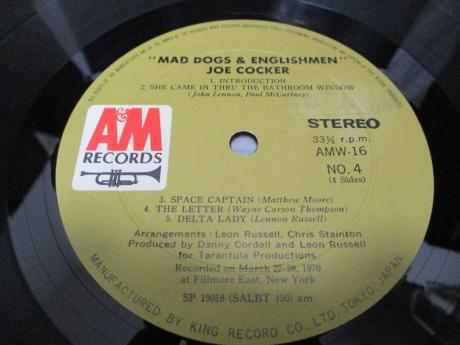 "MAD DOGS & ENGLISHMEN"
JOE COCKER
1. INTRODUCTION
2. SHE CAME IN THRU THE BATHROOM WINDOW
(John Lennon, Paul McCartney)
A&M
RECORDS
STEREO
33⅓ r.p.m.
AMW-16
NO. 4
(4 Sides)
3. SPACE CAPTAIN (Matthew Moore)
4. THE LETTER (Wayne Carson Thompson)
5. DELTA LADY (Lennon Russell)
Arrangements: Leon Russell, Chris Stainton
Produced by Danny Cordall and Leon Russell
for Tarantula Productions
Recorded on March 27-28, 1970
at Fillmore East, New York
SP 19018 (SALBT 150) am
MANUFACTURED BY KING RECORD CO., LTD. TOKYO, JAPAN.